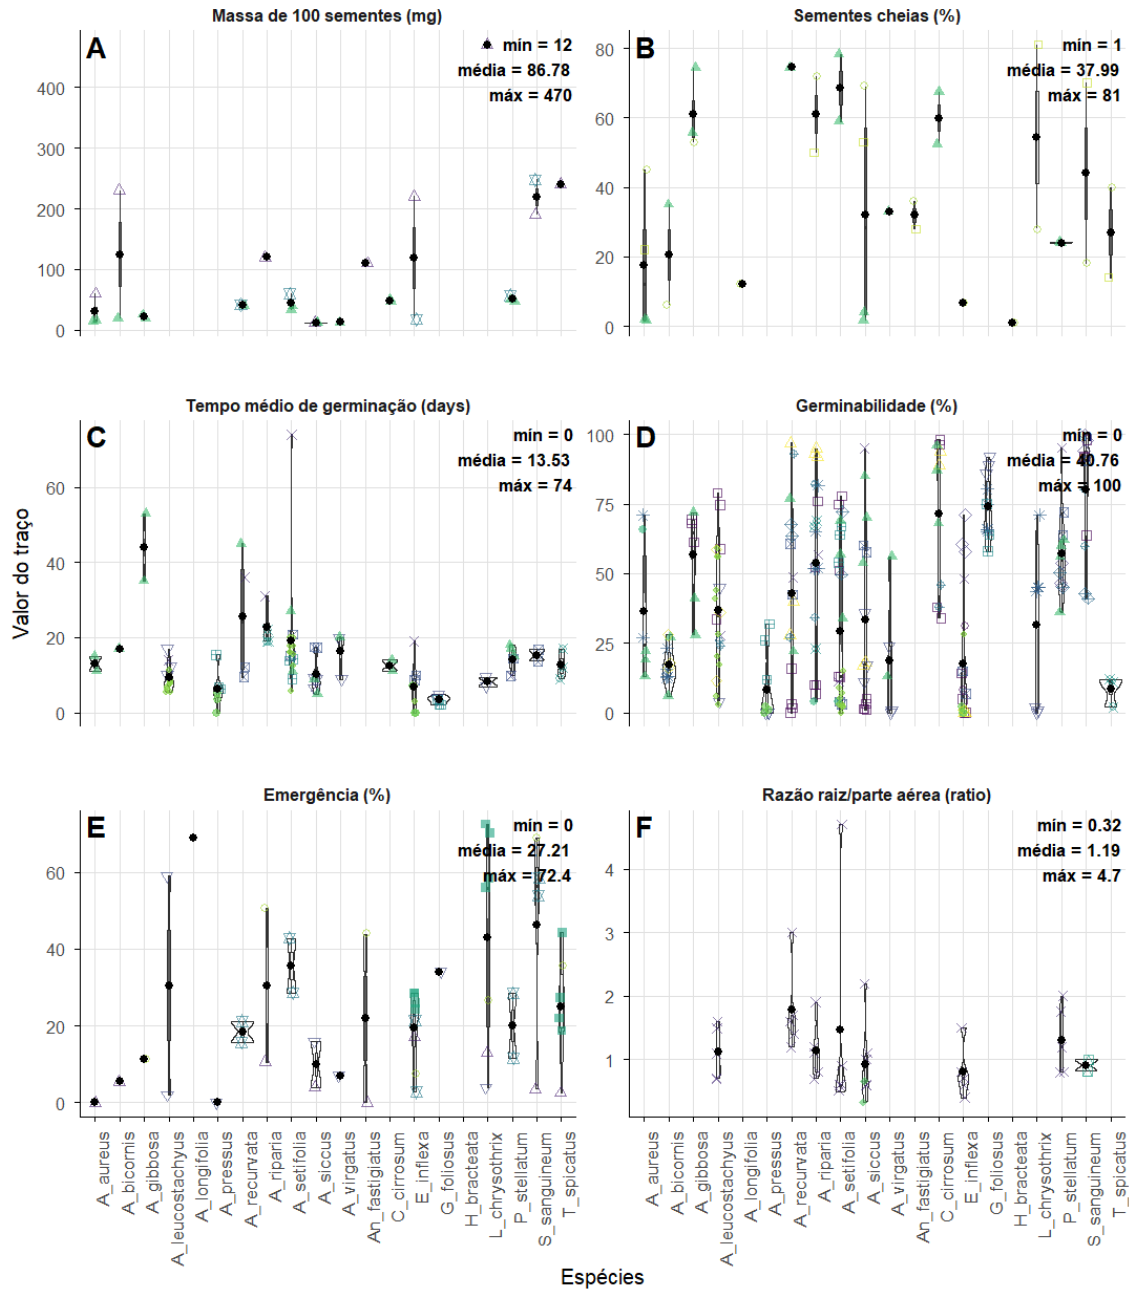 Massa de 100 sementes (mg)
A
mín = 12
média = 86.78
máx = 470
400
300
200
100
0
Sementes cheias (%)
B
mín = 1
média = 37.99
máx = 81
80
60
40
20
0
Tempo médio de germinação (days)
C
mín = 0
média = 13.53
máx = 74
60
40
20
0
Germinabilidade (%)
D
mín = 0
média = 40.76
máx = 100
100
75
50
25
0
Valor do traço
Emergência (%)
E
mín = 0
média = 27.21
máx = 72.4
60
40
20
0
Razão raiz/parte aérea (ratio)
F
mín = 0.32
média = 1.19
máx = 4.7
4
3
2
1
A_aureus
A_bicornis
A_gibbosa
A_leucostachyus
A_longifolia
A_pressus
A_recurvata
A_riparia
A_setifolia
A_siccus
A_virgatus
An_fastigiatus
C_cirrosum
E_inflexa
G_foliosus
H_bracteata
L_chrysothrix
P_stellatum
S_sanguineum
T_spicatus
A_aureus
A_bicornis
A_gibbosa
A_leucostachyus
A_longifolia
A_pressus
A_recurvata
A_riparia
A_setifolia
A_siccus
A_virgatus
An_fastigiatus
C_cirrosum
E_inflexa
G_foliosus
H_bracteata
L_chrysothrix
P_stellatum
S_sanguineum
T_spicatus
Espécies